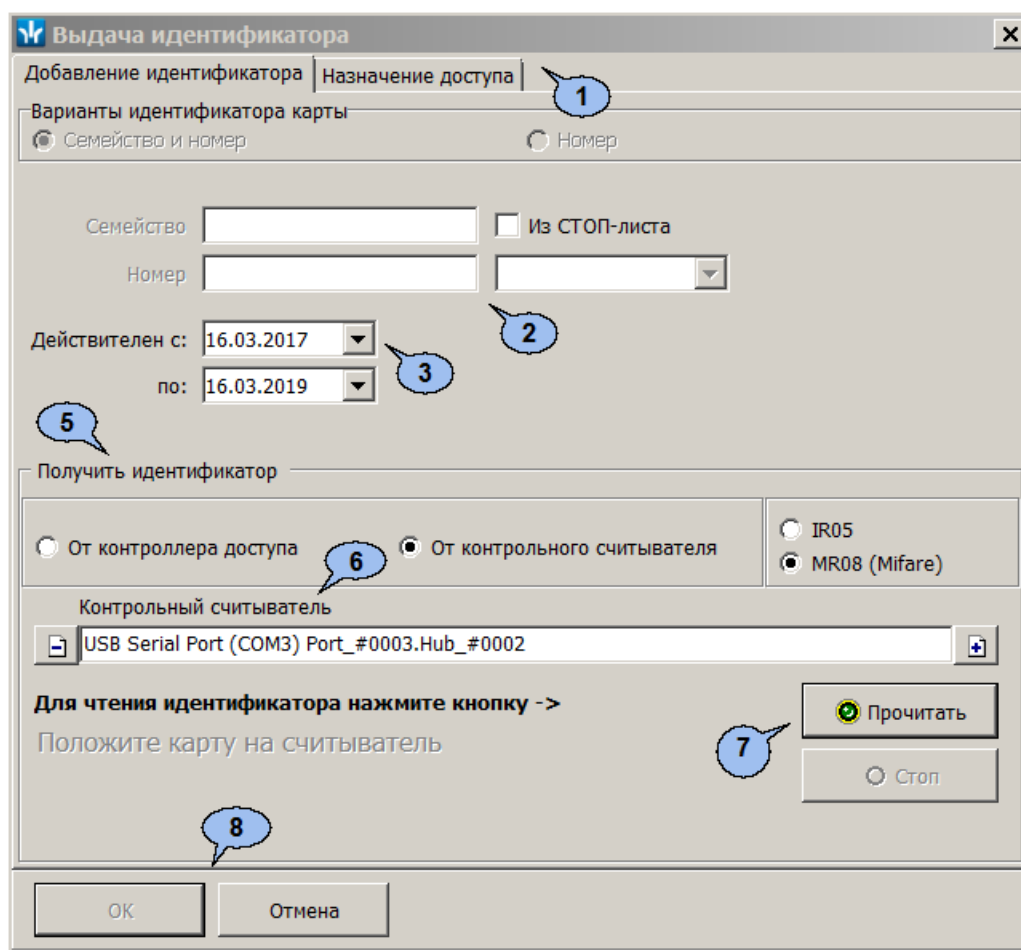 Выдача идентификатора
Добавление идентификатора Назначение доступа
1
Варианты идентификатора карты
Семейство и номер Номер
Семейство Из СТОП-листа
Номер
2
Действителен с: 16.03.2017
3
по: 16.03.2019
5
Получить идентификатор
IR05
От контроллера доступа От контрольного считывателя
MR08 (Mifare)
6
Контрольный считыватель
USB Serial Port (COM3) Port_#0003.Hub_#0002
Для чтения идентификатора нажмите кнопку -> Прочитать
Положите карту на считыватель
7
Стоп
8
OK Отмена